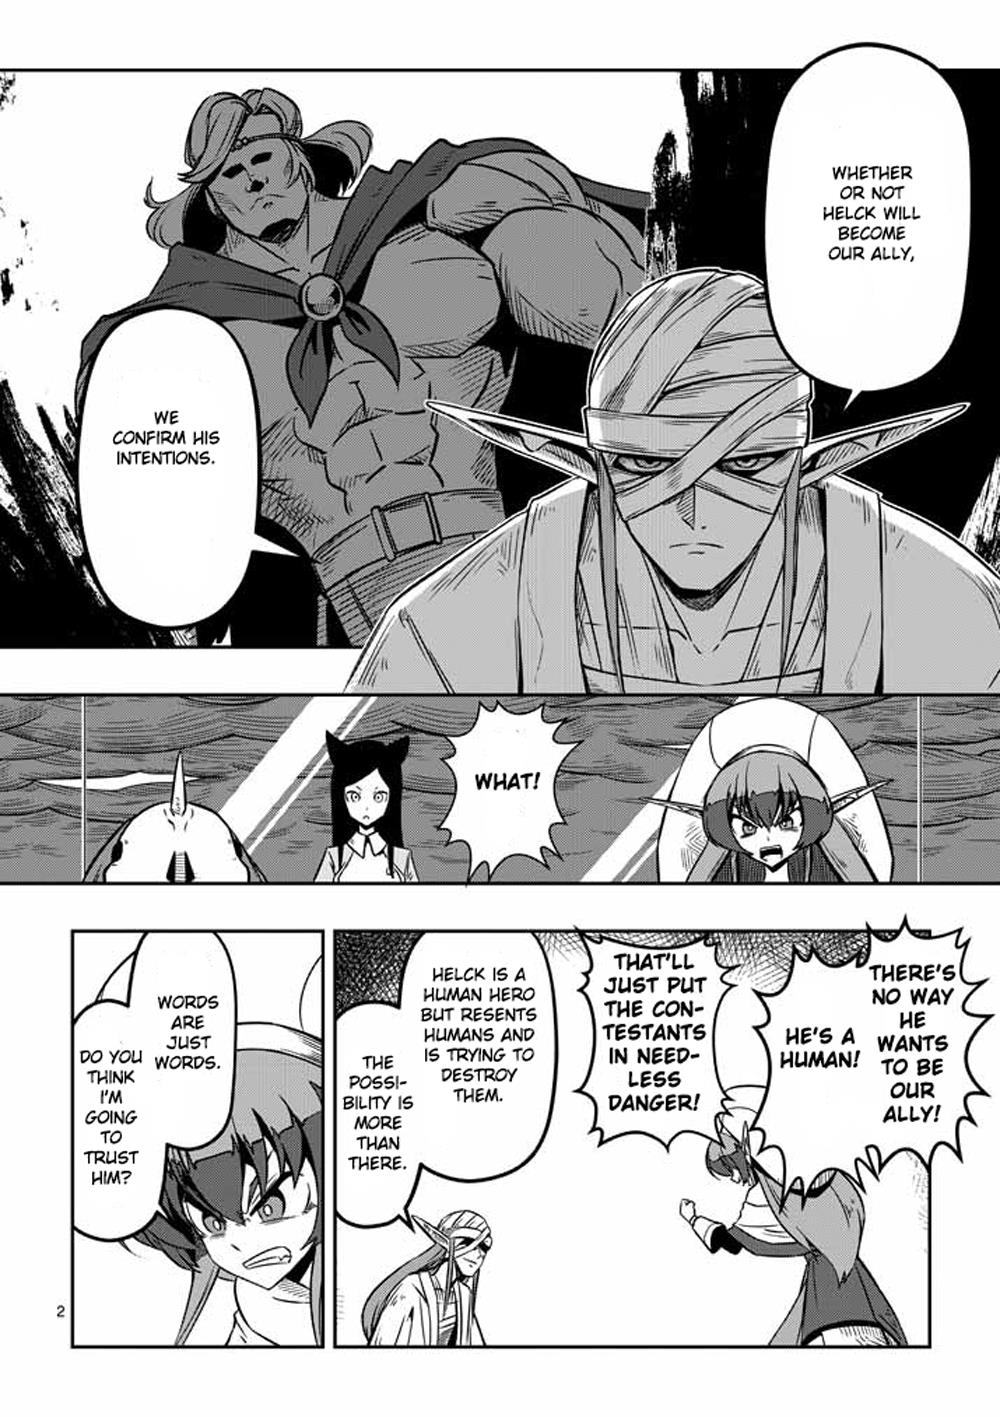 WHETHER
OR NOT
HELCK WILL
BECOME
OUR ALLY,
WE
CONFIRM HIS
INTENTIONS.
WHAT!
THERE'S
NO WAY
HE
WANTS
TO BE
OUR
ALLY!
HE'S A
HUMAN!
THAT'LL
JUST PUT
THE CON-
TESTANTS
IN NEED-
LESS
DANGER!
HELCK IS A
HUMAN HERO
BUT RESENTS
HUMANS AND
IS TRYING TO
DESTROY
THEM.
THE
POSSI-
BILITY IS
MORE
THAN
THERE.
WORDS
ARE
JUST
WORDS.
DO YOU
THINK
I'M
GOING
TO
TRUST
HIM?
2